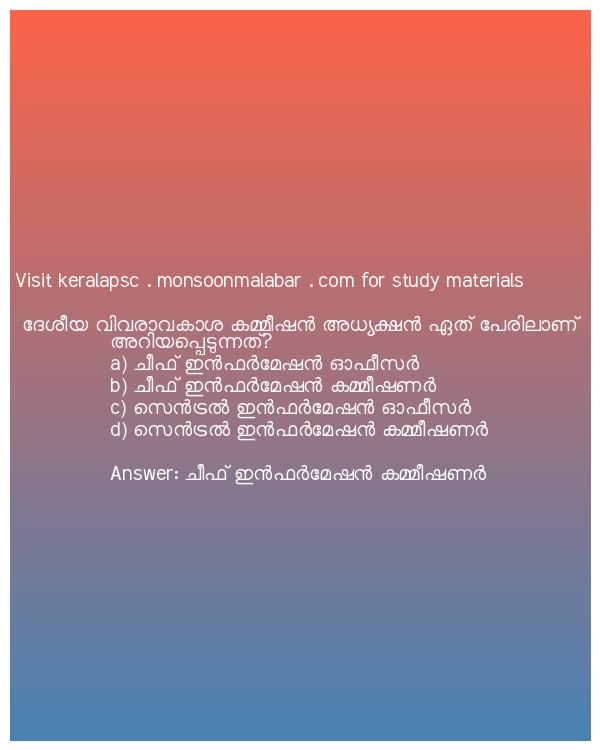 Visit keralapsc . monsoonmalabar . com for study materials
ദേശീയ വിവരാവകാശ കമ്മീഷൻ അധ്യക്ഷൻ ഏത് പേരിലാണ്
അറിയപ്പെടുന്നത്?
a) ചീഫ് ഇൻഫർമേഷൻ ഓഫീസർ
b) ചീഫ് ഇൻഫർമേഷൻ കമ്മീഷണർ
c) സെൻട്രൽ ഇൻഫർമേഷൻ ഓഫീസർ
d) സെൻട്രൽ ഇൻഫർമേഷൻ കമ്മീഷണർ
Answer: ചീഫ് ഇൻഫർമേഷൻ കമ്മീഷണർ